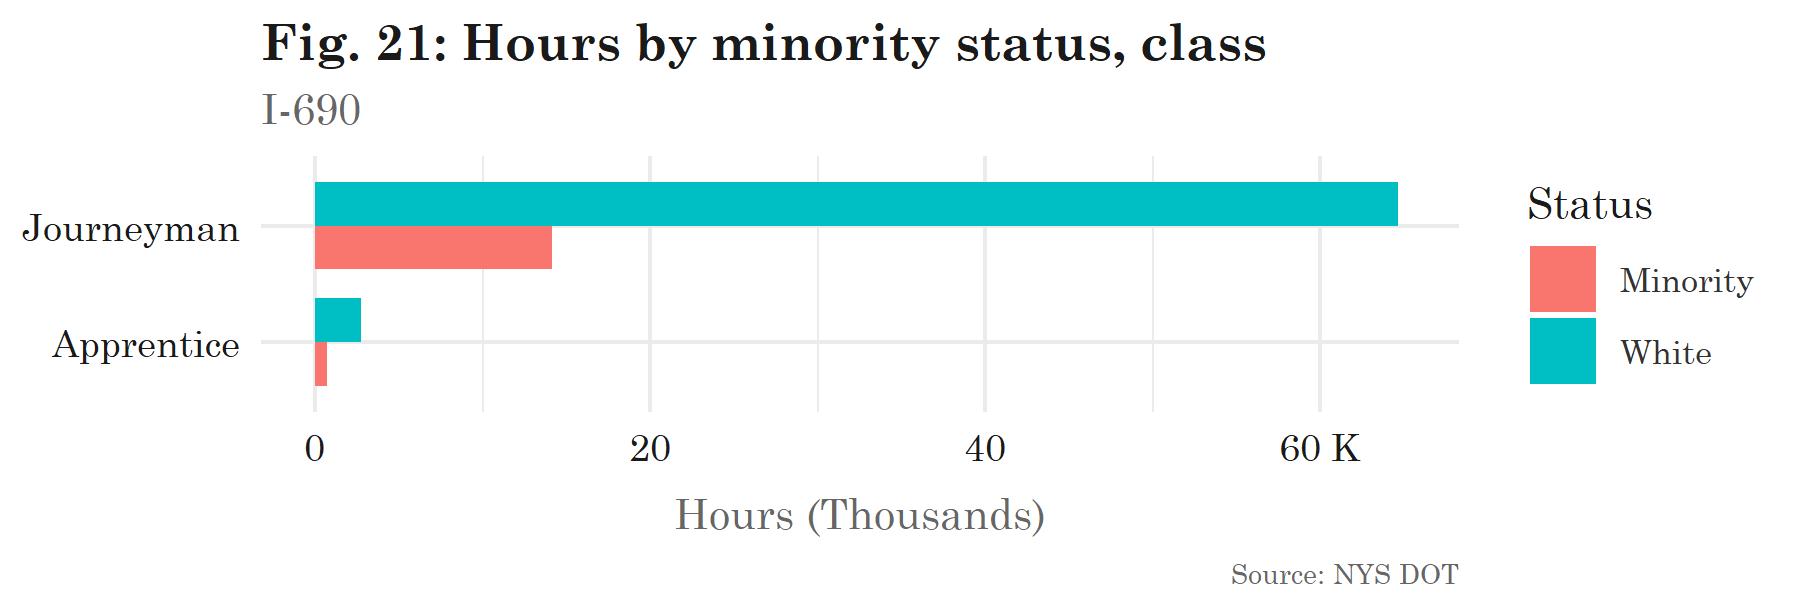 Fig. 21: Hours by minority status, class
I-690
Journeyman
Apprentice
0 20 40 60 K
Hours (Thousands)
Status
Minority
White
Source: NYS DOT